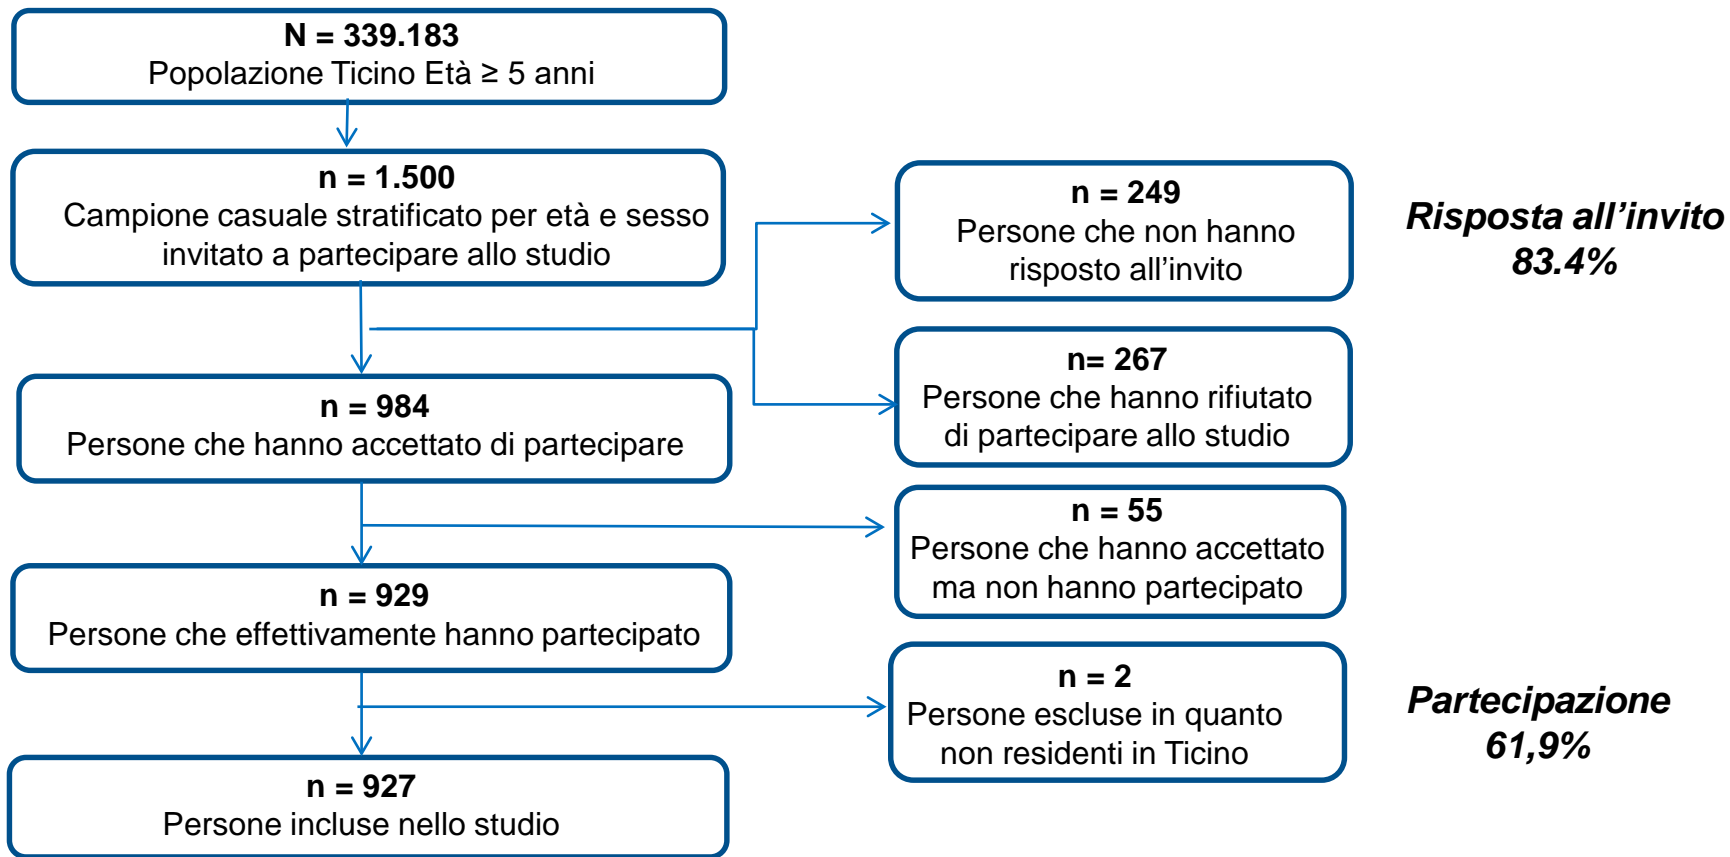 N = 339.183
Popolazione Ticino Età ≥ 5 anni
n = 1.500
Campione casuale stratificato per età e sesso
invitato a partecipare allo studio
n = 249
Persone che non hanno
risposto all’invito
Risposta all’invito
83.4%
n= 267
Persone che hanno rifiutato
di partecipare allo studio
n = 984
Persone che hanno accettato di partecipare
n = 55
Persone che hanno accettato
ma non hanno partecipato
n = 929
Persone che effettivamente hanno partecipato
n = 2
Persone escluse in quanto
non residenti in Ticino
Partecipazione
61,9%
n = 927
Persone incluse nello studio